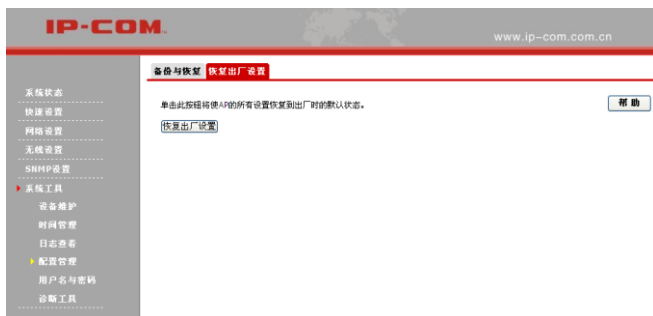 IP-COM
www.ip-com.com.cn
备份与恢复 恢复出厂设置
系统状态
快速设置
网络设置
无线设置
SNMP设置
系统工具
设备维护
时间管理
日志查看
配置管理
用户名与密码
诊断工具
单击此按钮将使AP的所有设置恢复到出厂时的默认状态。
恢复出厂设置
帮助